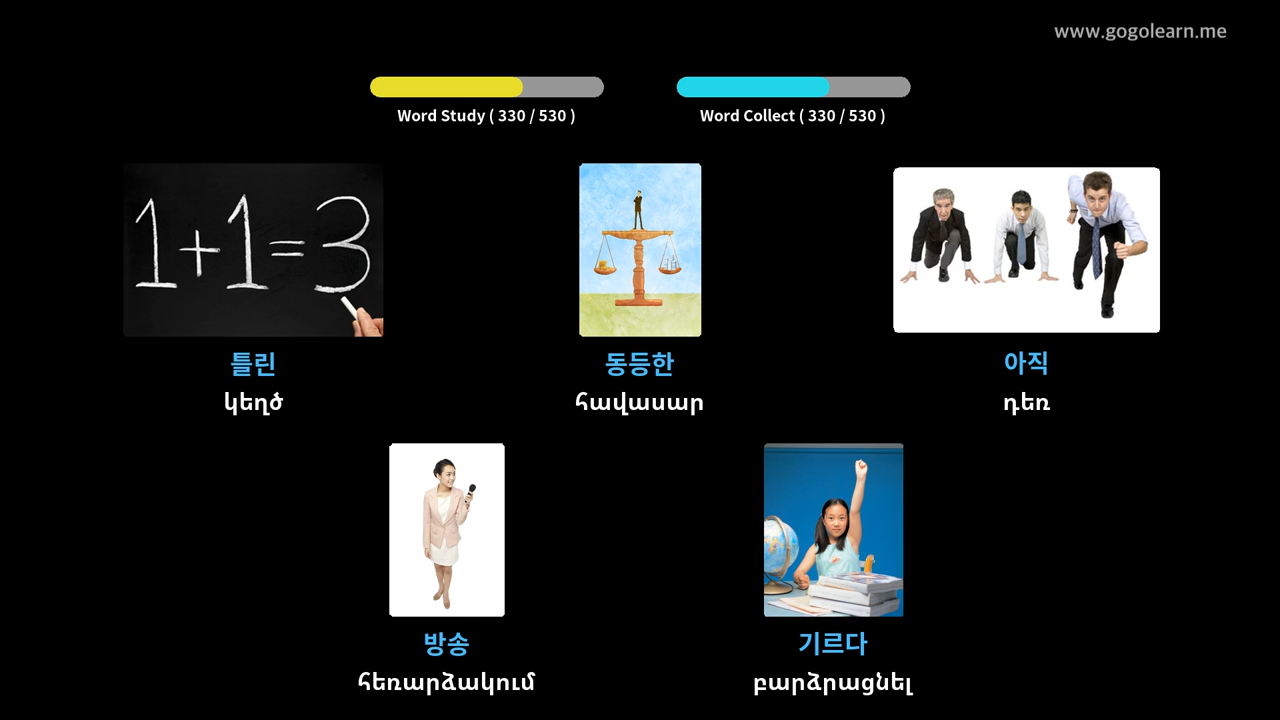 www.gogolearn.me
Word Study ( 330 / 530 )
Word Collect ( 330 / 530 )
1+1=3
틀린
동등한
아직
կեղծ
հավասար
դեռ
방송
기르다
հեռարձակում
բարձրացնել